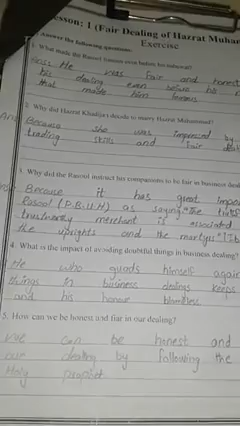 Lesson: 1 (Fair Dealing of Hazrat Muham
Exercise
Answer the following questions:
1. What made the Rasool famous even before his
He was fair and honest
his dealing even before his
that made him famous
2. Why did Hazrat Khadija decide to marry Hazrat Muhammad?
Ans Because she was impressed by
trading skills and fair
3. Why did the Rasool instruct his companions to be fair in business deal
Because it has great impor
Rasool (P.B.U.H) as saying "The truthf
trustworthy merchant is associated
the uprights and the martyrs"
4. What is the impact of avoiding doubtful things in business dealing?
He who guards himself again
things in business dealings keeps
and his honour blameless.
5. How can we be honest and fiar in our dealing?
We can be honest and
our dealing by following the
Holy prophet